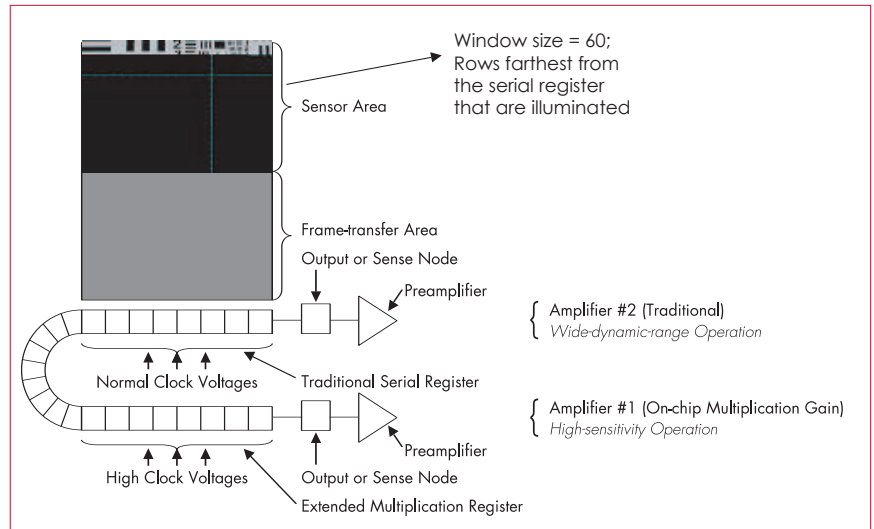 Window size = 60;
Rows farthest from
the serial register
that are illuminated
Sensor Area
Frame-transfer Area
Output or Sense Node
Preamplifier
{ Amplifier #2 (Traditional)
Wide-dynamic-range Operation
Normal Clock Voltages
Traditional Serial Register
{ Amplifier #1 (On-chip Multiplication Gain)
High-sensitivity Operation
Preamplifier
High Clock Voltages
Output or Sense Node
Extended Multiplication Register